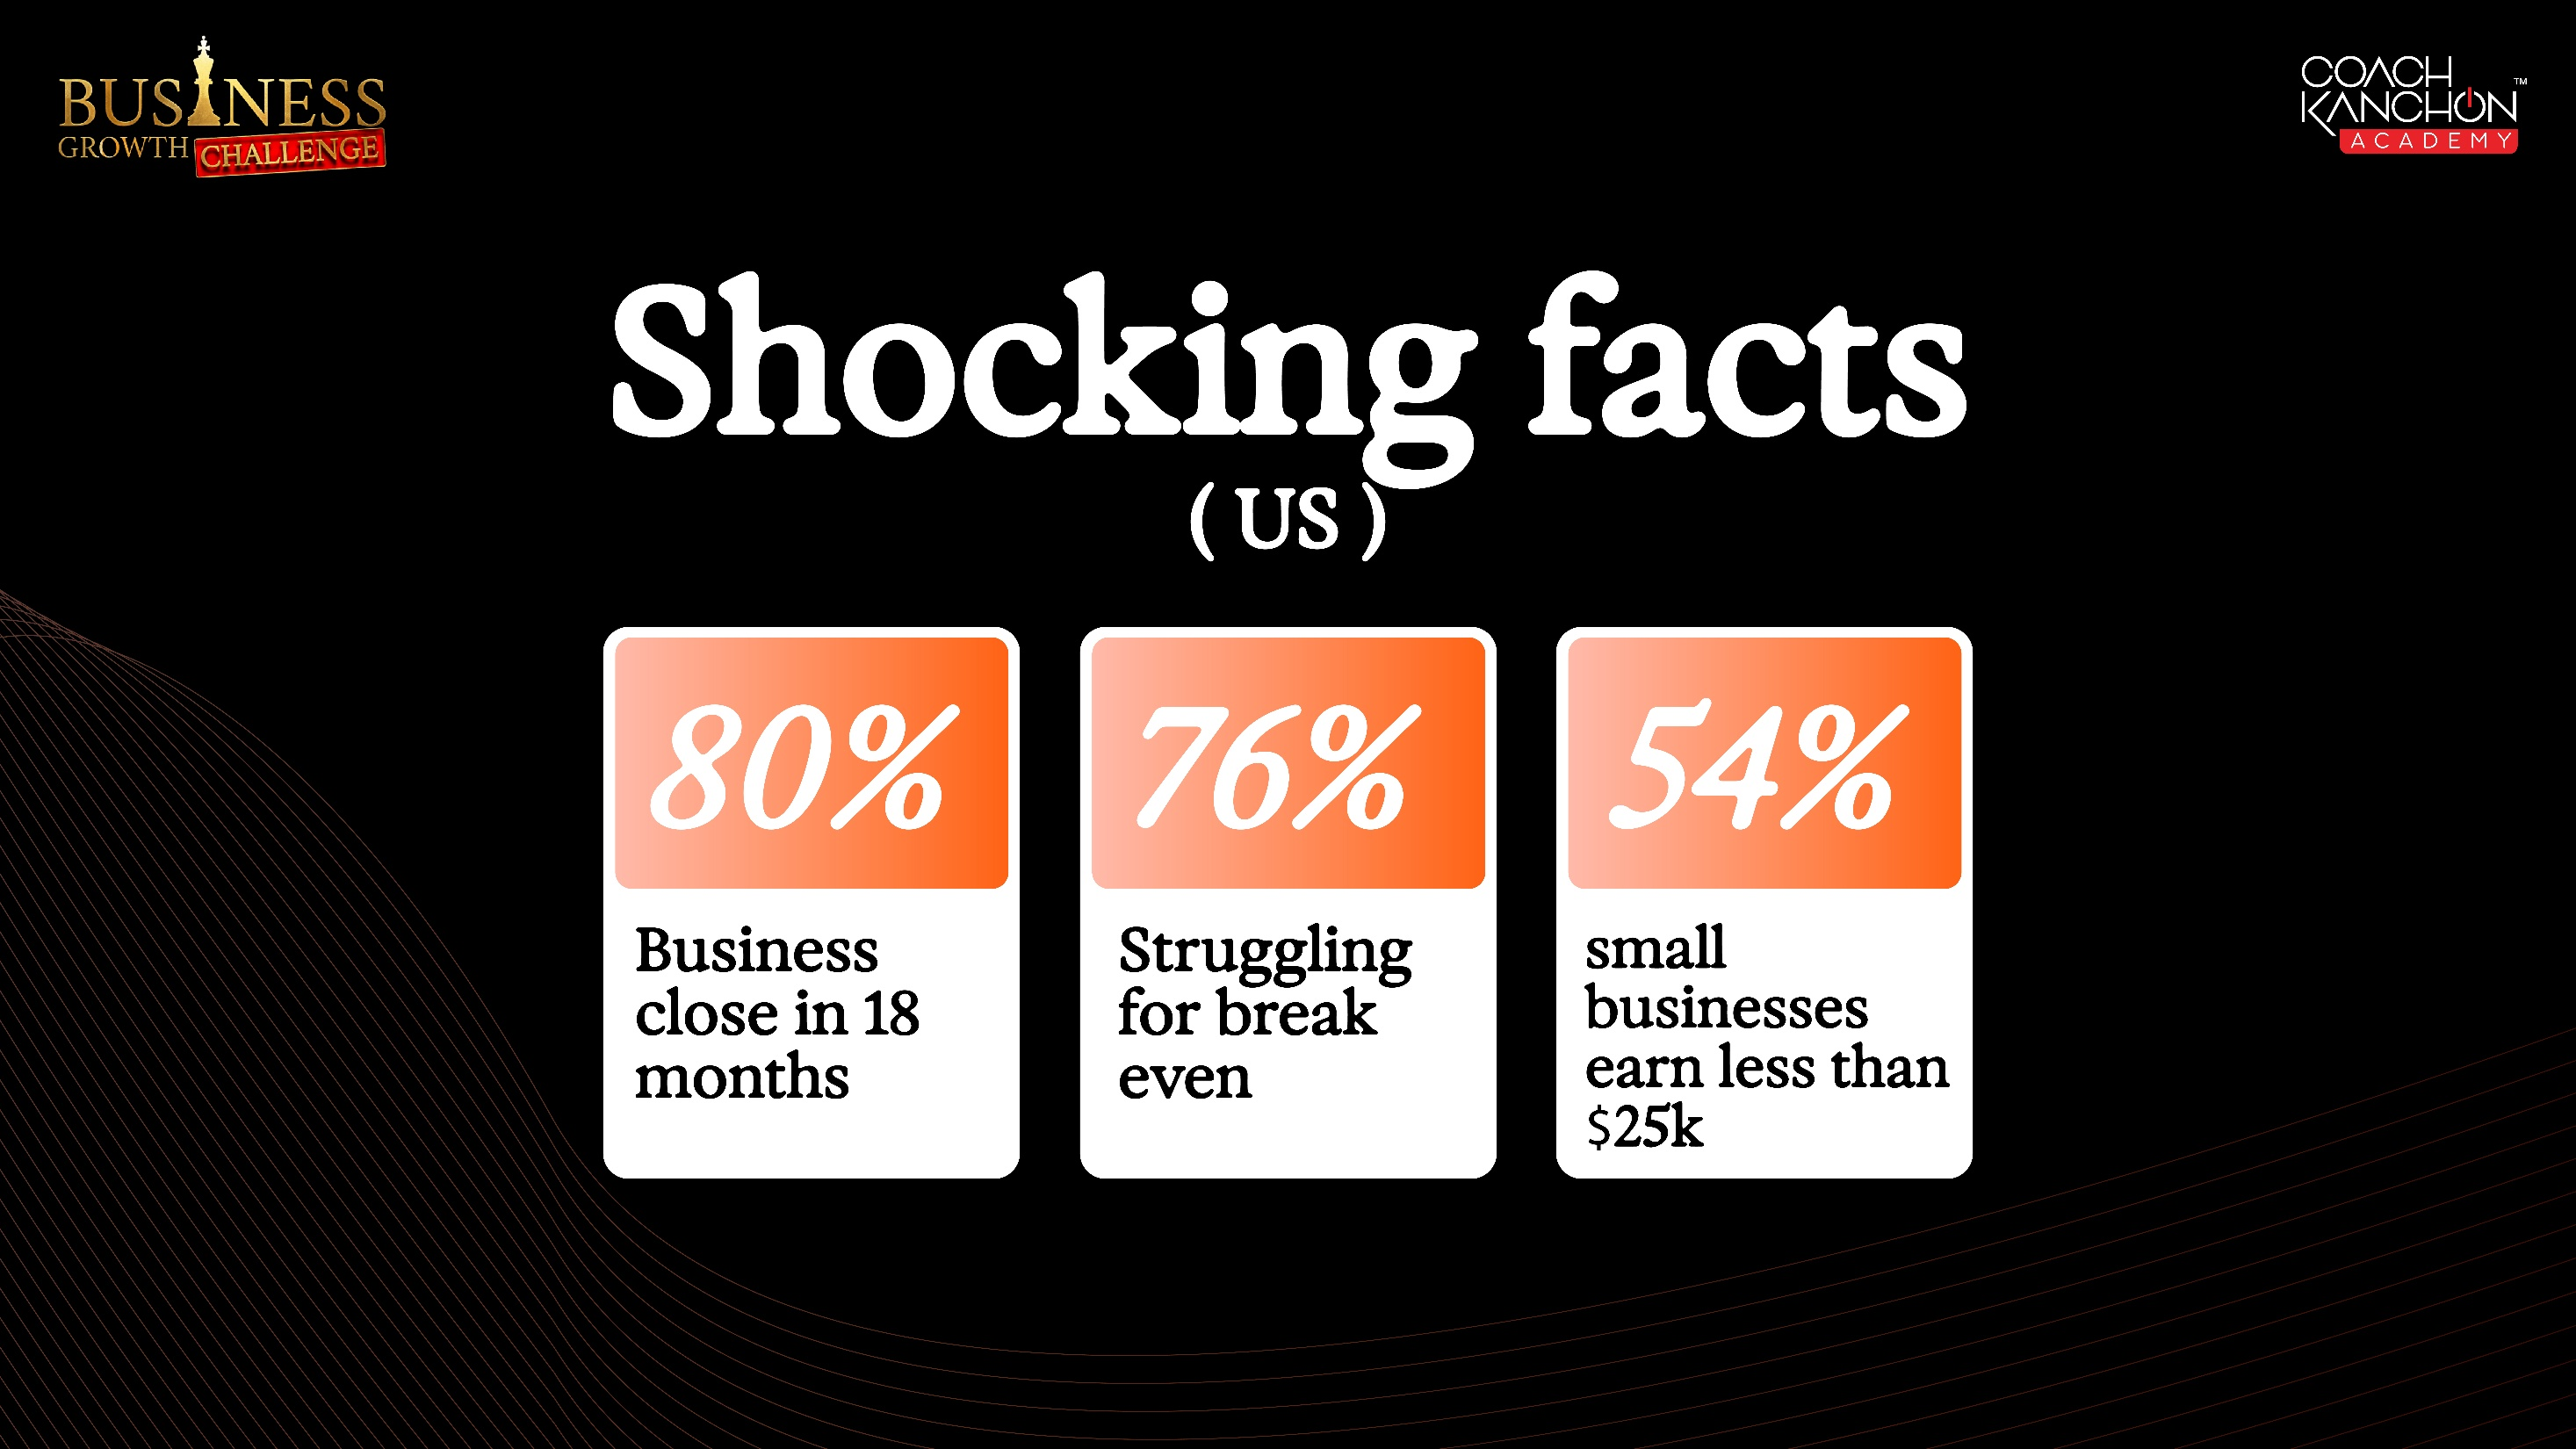 BUSINESS
GROWTH CHALLENGE
COACH
KANCHON™
ACADEMY
Shocking facts
( US )
80%
Business
close in 18
months
76%
Struggling
for break
even
54%
small
businesses
earn less than
$25k